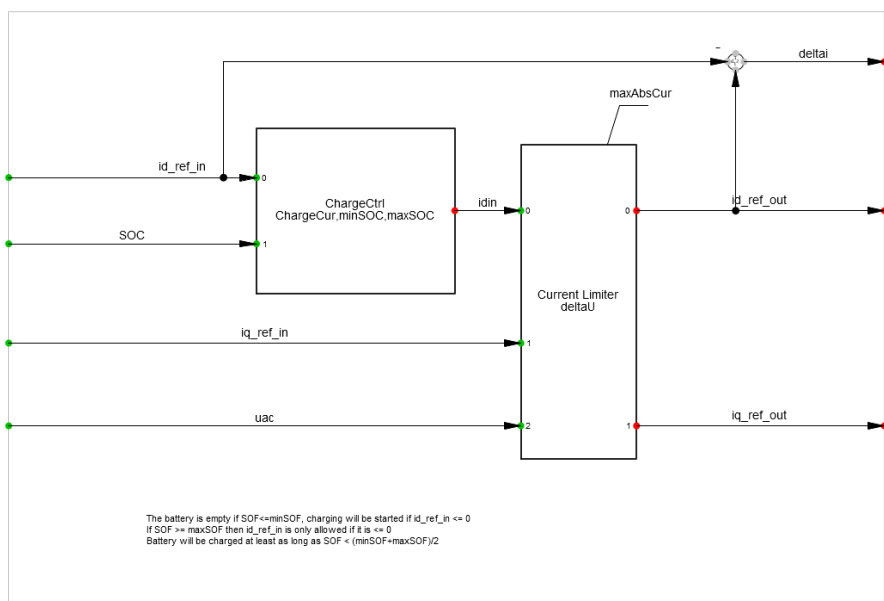 -
deltai
maxAbsCur
id_ref_in
0
ChargeCtrl
ChargeCur,minSOC,maxSOC
idin
0
0
id_ref_out
SOC
1
Current Limiter
deltaU
iq_ref_in
1
uac
2
1
iq_ref_out
The battery is empty if SOF<=minSOF, charging will be started if id_ref_in <= 0
If SOF >= maxSOF then id_ref_in is only allowed if it is <= 0
Battery will be charged at least as long as SOF < (minSOF+maxSOF)/2